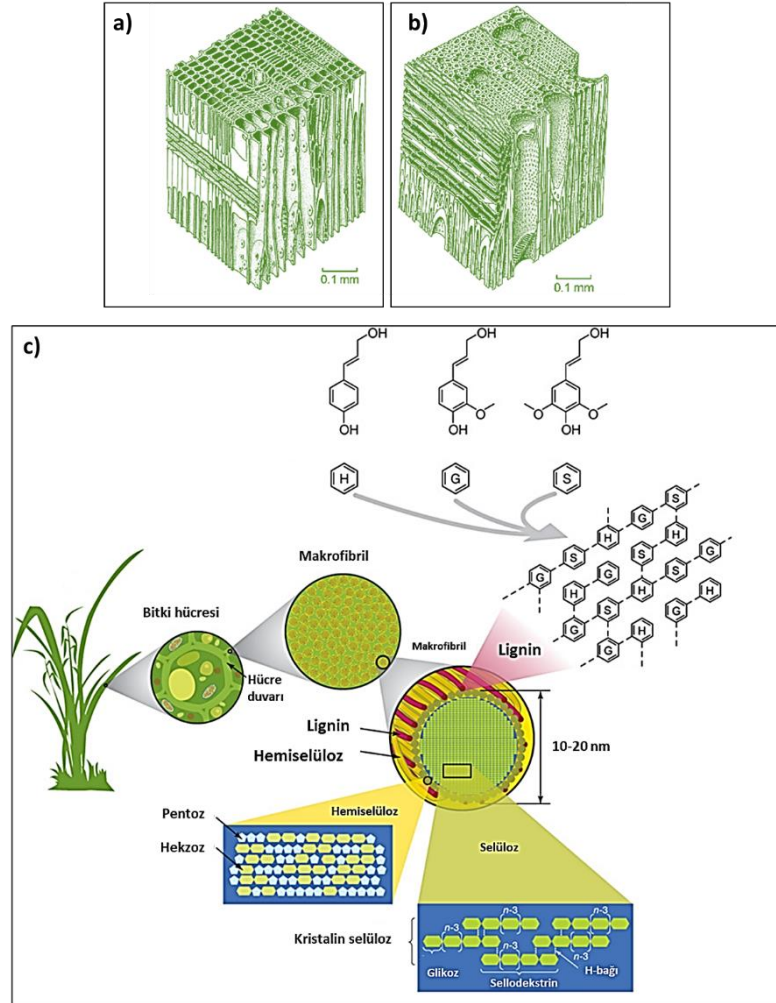 a)
b)
0.1 mm
0.1 mm
c)
OH
OH
OH
O
O
O
OH
OH
OH
H
G
S
S
G
H
H
S
S
G
G
G
S
H
H
H
G
S
G
H
G
H
Makrofibril
Bitki hücresi
Makrofibril
Lignin
Hücre
duvarı
Lignin
Hemiselüloz
10-20 nm
Hemiselüloz
Pentoz
Hekzoz
Selüloz
n-3
n-3
n-3
Kristalin selüloz
n-3
n-3
Glikoz
H-bağı
Sellodekstrin